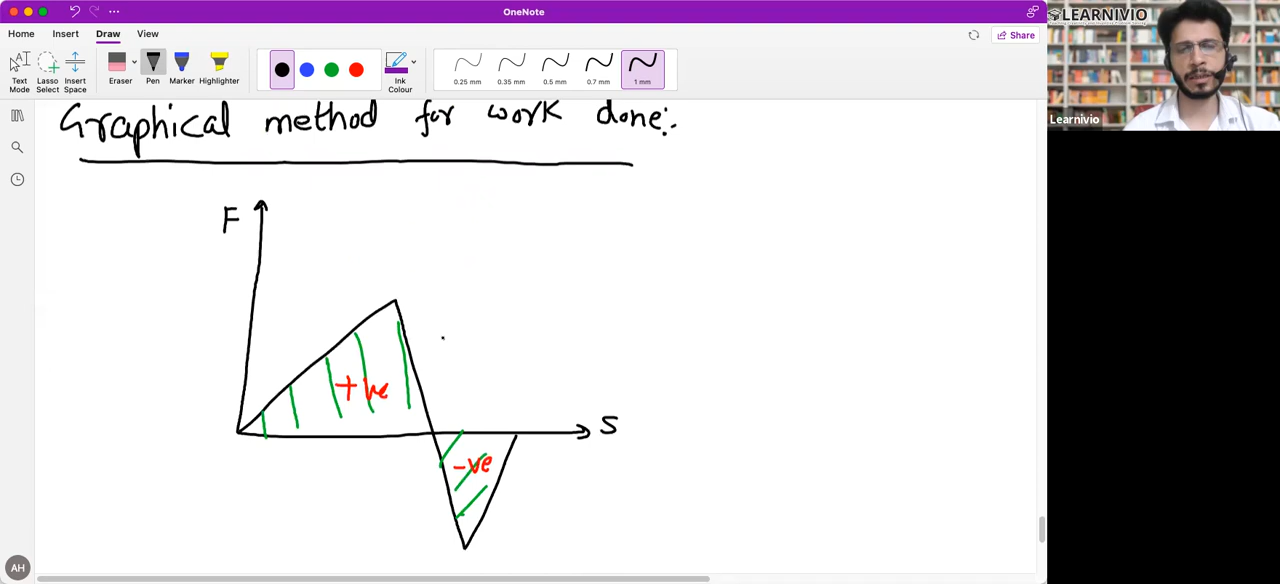 OneNote
Home Insert Draw View
Share
Text Mode
Lasso Select
Insert Space
Eraser
Pen
Marker
Highlighter
Ink Colour
0.25 mm
0.35 mm
0.5 mm
0.7 mm
1 mm
LEARNIVIO
Learnivio
Graphical method for work done:-
F
+ve
S
-ve
AH